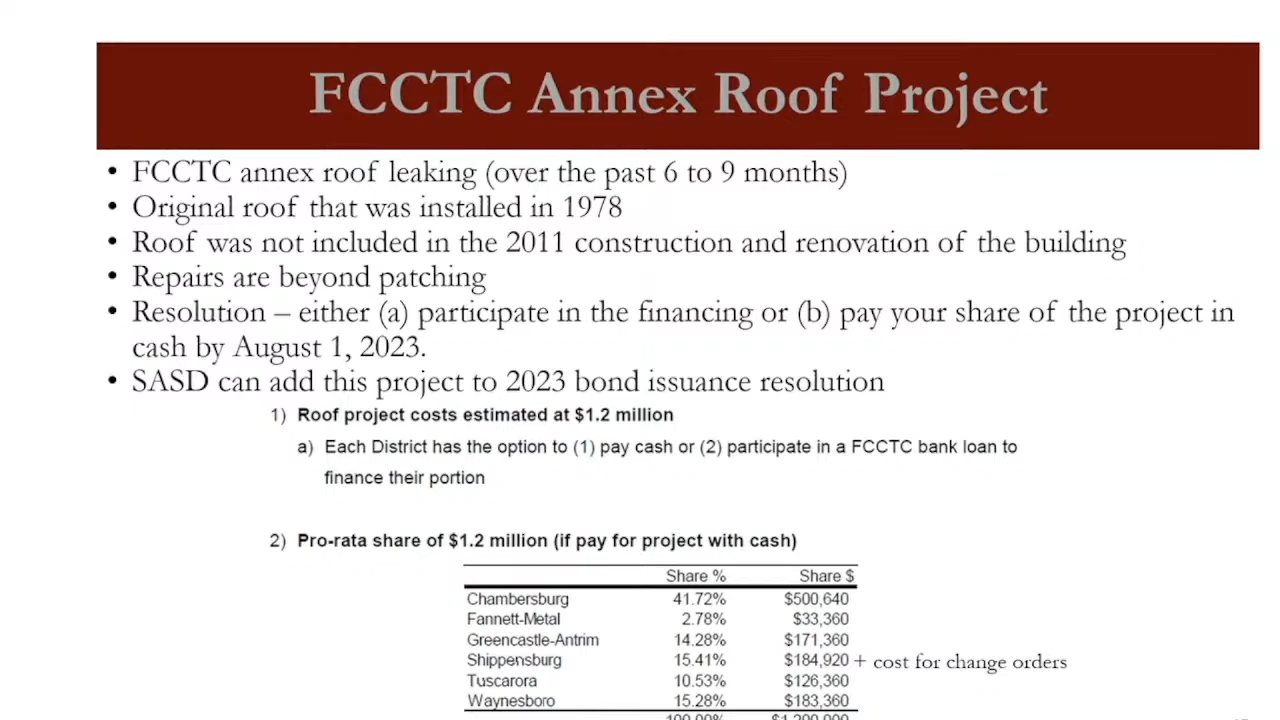 FCCTC Annex Roof Project
• FCCTC annex roof leaking (over the past 6 to 9 months)
• Original roof that was installed in 1978
• Roof was not included in the 2011 construction and renovation of the building
• Repairs are beyond patching
• Resolution – either (a) participate in the financing or (b) pay your share of the project in
cash by August 1, 2023.
• SASD can add this project to 2023 bond issuance resolution
1) Roof project costs estimated at $1.2 million
a) Each District has the option to (1) pay cash or (2) participate in a FCCTC bank loan to
finance their portion
2) Pro-rata share of $1.2 million (if pay for project with cash)
Share % Share $
Chambersburg 41.72% $500,640
Fannett-Metal 2.78% $33,360
Greencastle-Antrim 14.28% $171,360
Shippensburg 15.41% $184,920 + cost for change orders
Tuscarora 10.53% $126,360
Waynesboro 15.28% $183,360
100.00% $1,200,000